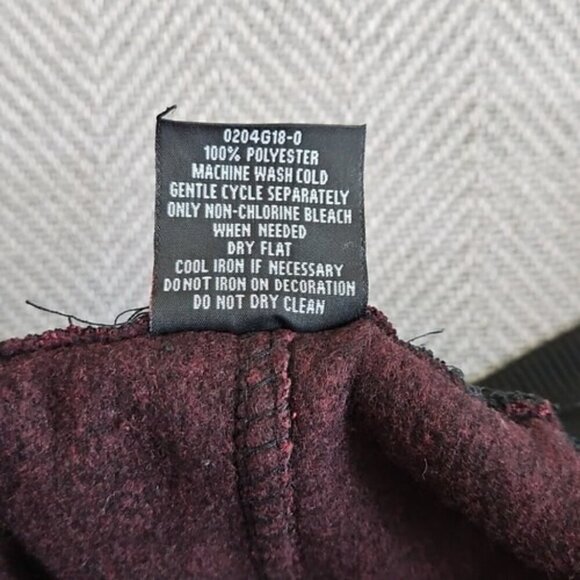 0204G18-0
100% POLYESTER
MACHINE WASH COLD
GENTLE CYCLE SEPARATELY
ONLY NON-CHLORINE BLEACH
WHEN NEEDED
DRY FLAT
COOL IRON IF NECESSARY
DO NOT IRON ON DECORATION
DO NOT DRY CLEAN